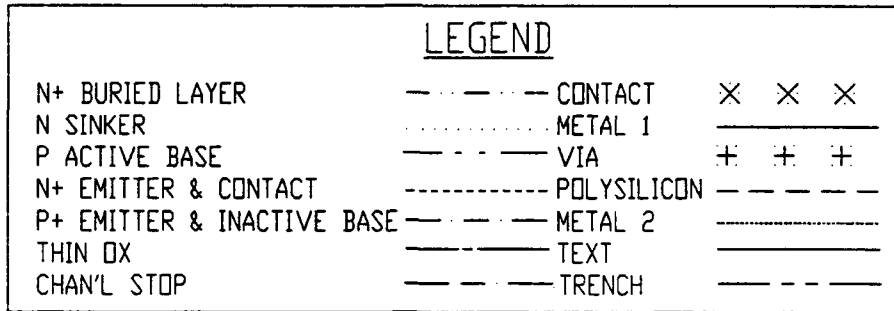 LEGEND
N+ BURIED LAYER CONTACT
N SINKER METAL 1
P ACTIVE BASE VIA
N+ EMITTER & CONTACT POLYSILICON
P+ EMITTER & INACTIVE BASE METAL 2
THIN OX TEXT
CHAN'L STOP TRENCH